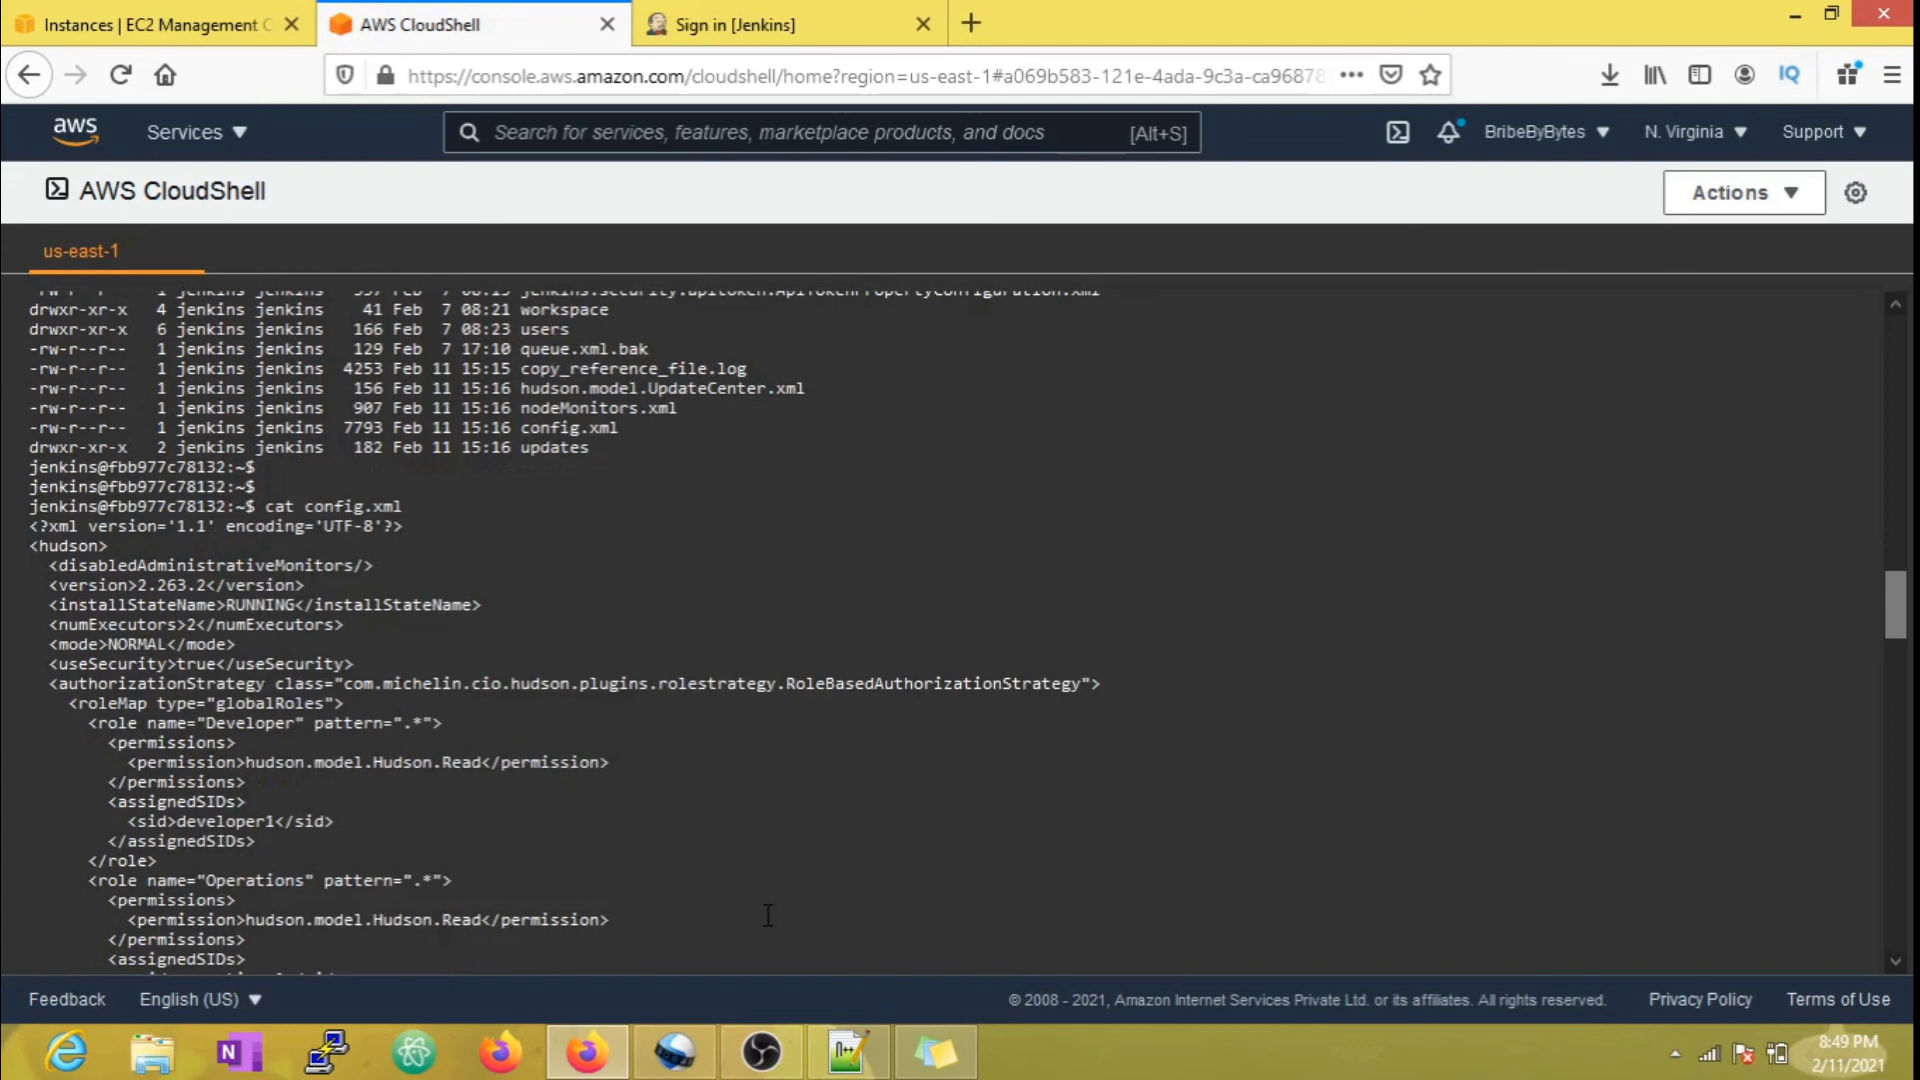 Instances | EC2 Management C
AWS CloudShell
Sign in [Jenkins]
https://console.aws.amazon.com/cloudshell/home?region=us-east-1#a069b583-121e-4ada-9c3a-ca96878
IQ
aws
Services
Search for services, features, marketplace products, and docs
[Alt+S]
BribeByBytes
N. Virginia
Support
AWS CloudShell
Actions
us-east-1
jenkins jenkins 08:15 jenkins.security.apitoken.ApiTokenPropertyConfiguration.xml
drwxr-xr-x 4 jenkins jenkins 41 Feb 7 08:21 workspace
drwxr-xr-x 6 jenkins jenkins 166 Feb 7 08:23 users
-rw-r--r-- 1 jenkins jenkins 129 Feb 7 17:10 queue.xml.bak
-rw-r--r-- 1 jenkins jenkins 4253 Feb 11 15:15 copy_reference_file.log
-rw-r--r-- 1 jenkins jenkins 156 Feb 11 15:16 hudson.model.UpdateCenter.xml
-rw-r--r-- 1 jenkins jenkins 907 Feb 11 15:16 nodeMonitors.xml
-rw-r--r-- 1 jenkins jenkins 7793 Feb 11 15:16 config.xml
drwxr-xr-x 2 jenkins jenkins 182 Feb 11 15:16 updates
jenkins@fbb977c78132:~$
jenkins@fbb977c78132:~$
jenkins@fbb977c78132:~$ cat config.xml
<?xml version='1.1' encoding='UTF-8'?>
<hudson>
<disabledAdministrativeMonitors/>
<version>2.263.2</version>
<installStateName>RUNNING</installStateName>
<numExecutors>2</numExecutors>
<mode>NORMAL</mode>
<useSecurity>true</useSecurity>
<authorizationStrategy class="com.michelin.cio.hudson.plugins.rolestrategy.RoleBasedAuthorizationStrategy">
<roleMap type="globalRoles">
<role name="Developer" pattern=".*">
<permissions>
<permission>hudson.model.Hudson.Read</permission>
</permissions>
<assignedSIDs>
<sid>developer1</sid>
</assignedSIDs>
</role>
<role name="Operations" pattern=".*">
<permissions>
<permission>hudson.model.Hudson.Read</permission>
</permissions>
<assignedSIDs>
Feedback
English (US)
© 2008 - 2021, Amazon Internet Services Private Ltd. or its affiliates. All rights reserved.
Privacy Policy
Terms of Use
8:49 PM
2/11/2021